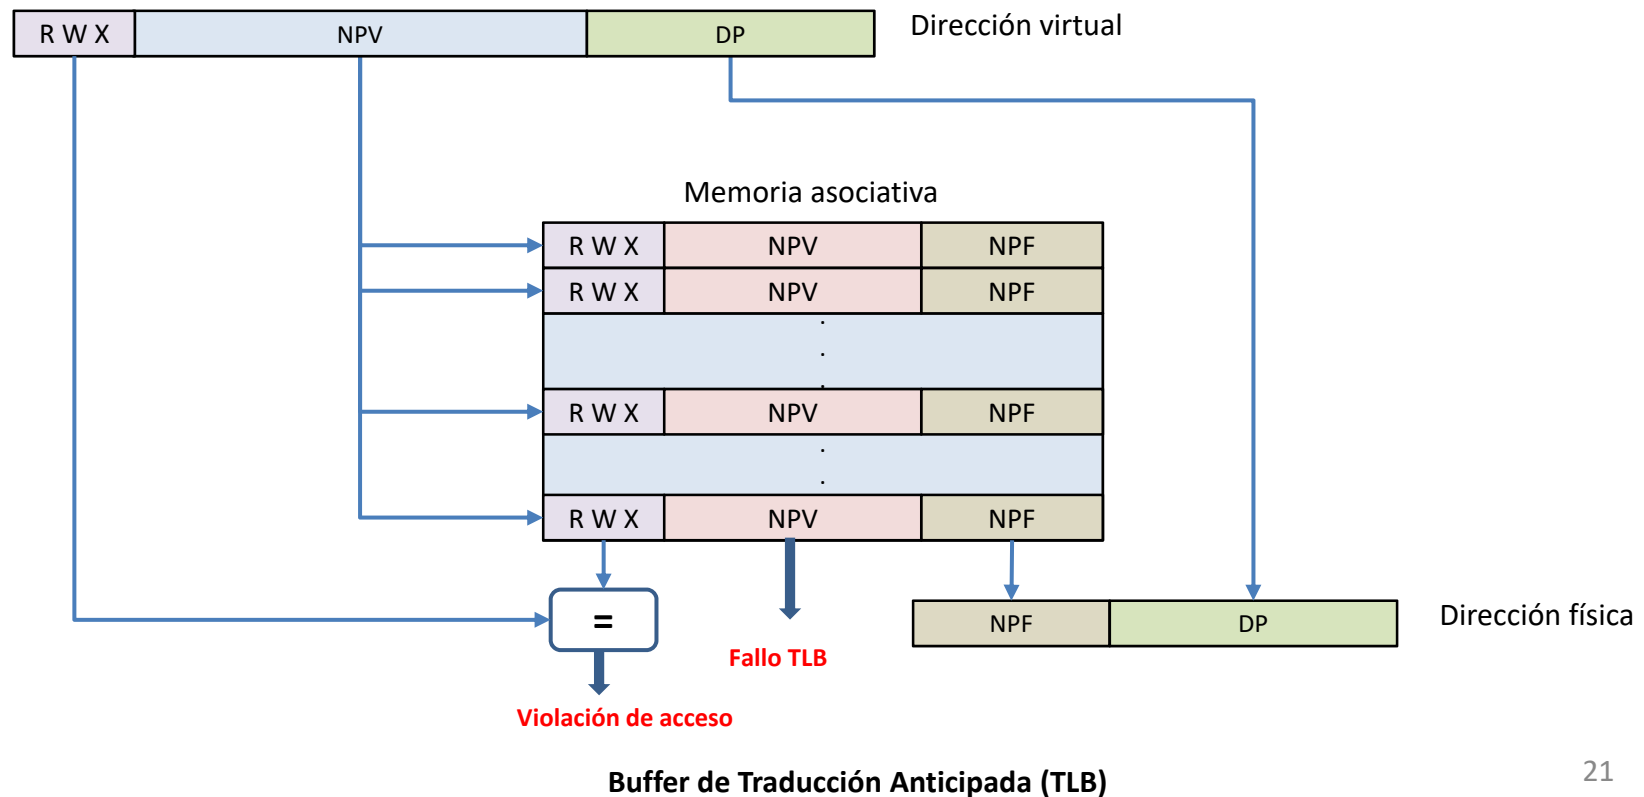 R W X NPV DP Dirección virtual
Memoria asociativa
R W X NPV NPF
R W X NPV NPF
.
.
.
R W X NPV NPF
.
.
R W X NPV NPF
=
NPF DP Dirección física
Fallo TLB
Violación de acceso
Buffer de Traducción Anticipada (TLB)
21